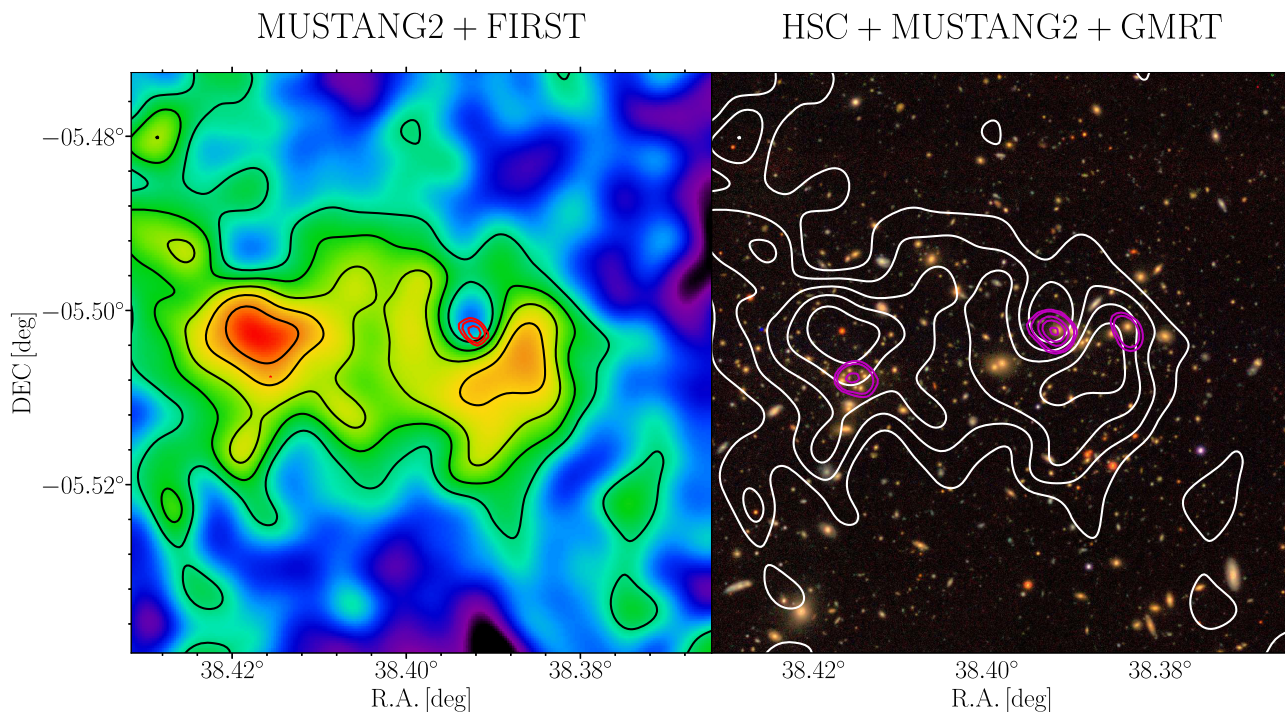 MUSTANG2 + FIRST
HSC + MUSTANG2 + GMRT
−05.48°
−05.50°
−05.52°
DEC [deg]
38.42°
38.40°
38.38°
R.A. [deg]
38.42°
38.40°
38.38°
R.A. [deg]